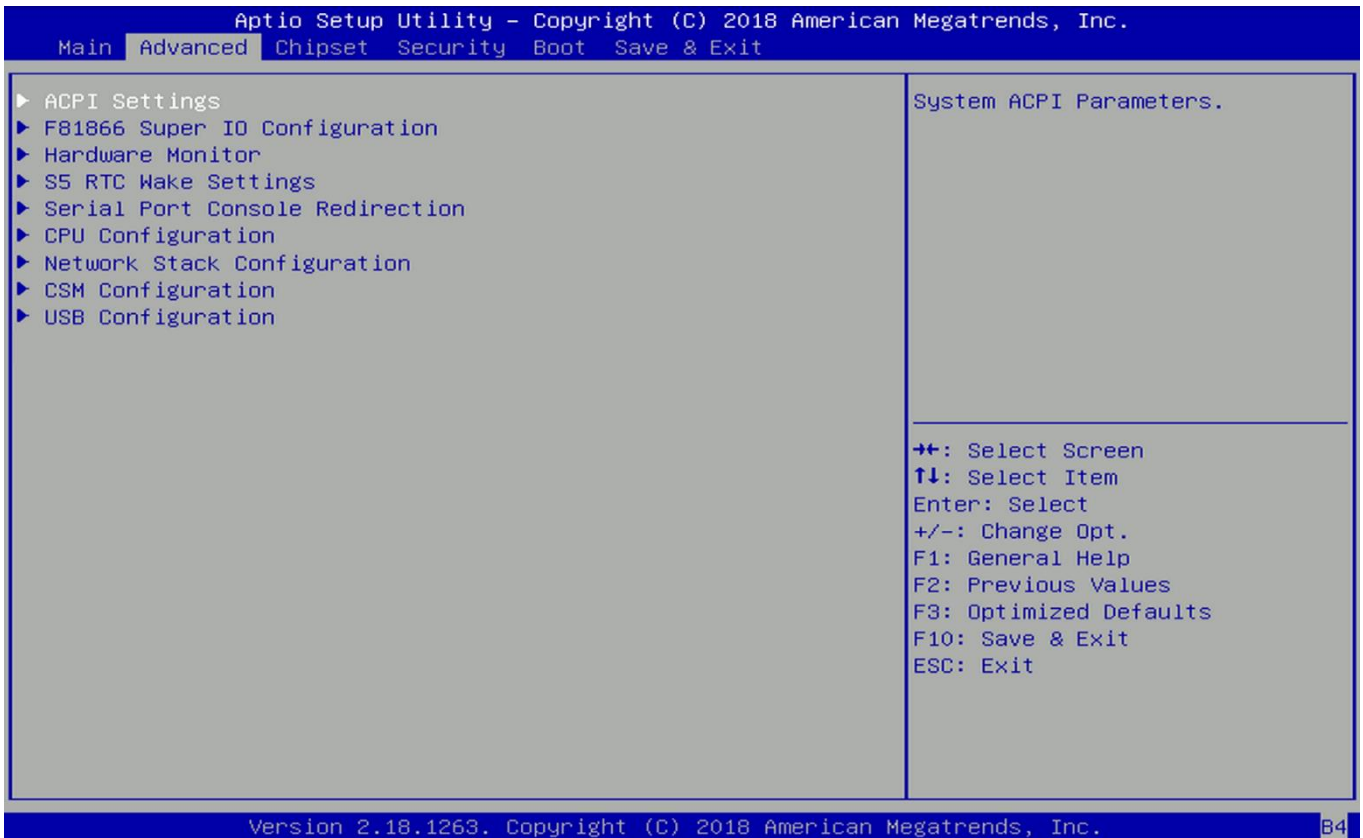 Aptio Setup Utility – Copyright (C) 2018 American Megatrends, Inc.
Main Advanced Chipset Security Boot Save & Exit
▶ ACPI Settings
▶ F81866 Super IO Configuration
▶ Hardware Monitor
▶ S5 RTC Wake Settings
▶ Serial Port Console Redirection
▶ CPU Configuration
▶ Network Stack Configuration
▶ CSM Configuration
▶ USB Configuration
System ACPI Parameters.
→←: Select Screen
↑↓: Select Item
Enter: Select
+/-: Change Opt.
F1: General Help
F2: Previous Values
F3: Optimized Defaults
F10: Save & Exit
ESC: Exit
Version 2.18.1263. Copyright (C) 2018 American Megatrends, Inc.
B4